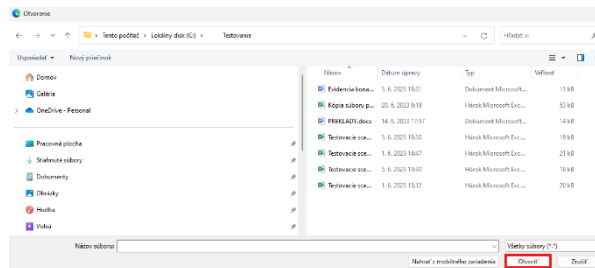 Otvorenie
Tento počítač > Lokálny disk (C:) > Testovanie
Hľadať v:
Usporiadať Nový priečinok
Názov Dátum úpravy Typ Veľkosť
Domov
Galéria
OneDrive - Personal
Pracovná plocha
Stiahnuté súbory
Dokumenty
Obrázky
Hudba
Videá
Evidencia kona... 5. 6. 2023 19:31 Dokument Microsoft... 15 kB
Kópia súboru p... 20. 6. 2023 9:18 Hárok Microsoft Exc... 53 kB
PREKLADY.docx 14. 6. 2023 17:57 Dokument Microsoft... 14 kB
Testovacie sce... 5. 6. 2023 19:30 Hárok Microsoft Exc... 19 kB
Testovacie sce... 1. 6. 2023 14:47 Hárok Microsoft Exc... 21 kB
Testovacie sce... 5. 6. 2023 19:30 Hárok Microsoft Exc... 18 kB
Testovacie sce... 1. 6. 2023 15:12 Hárok Microsoft Exc... 20 kB
Názov súboru: Všetky súbory (*.*)
Nahrať z mobilného zariadenia Otvoriť Zrušiť